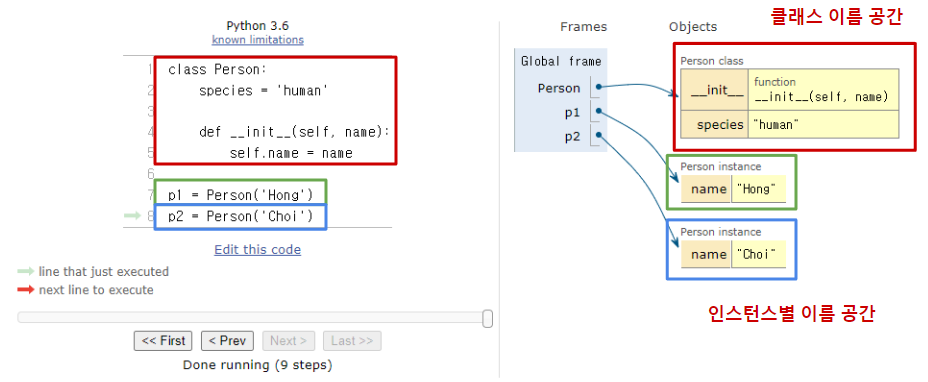 Python 3.6
known limitations
1 class Person:
2 species = 'human'
3
4 def __init__(self, name):
5 self.name = name
6
7 p1 = Person('Hong')
8 p2 = Person('Choi')
Edit this code
line that just executed
next line to execute
<< First < Prev Next > Last >>
Done running (9 steps)
클래스 이름 공간
Frames Objects
Global frame
Person
p1
p2
Person class
__init__ function
__init__(self, name)
species "human"
Person instance
name "Hong"
Person instance
name "Choi"
인스턴스별 이름 공간